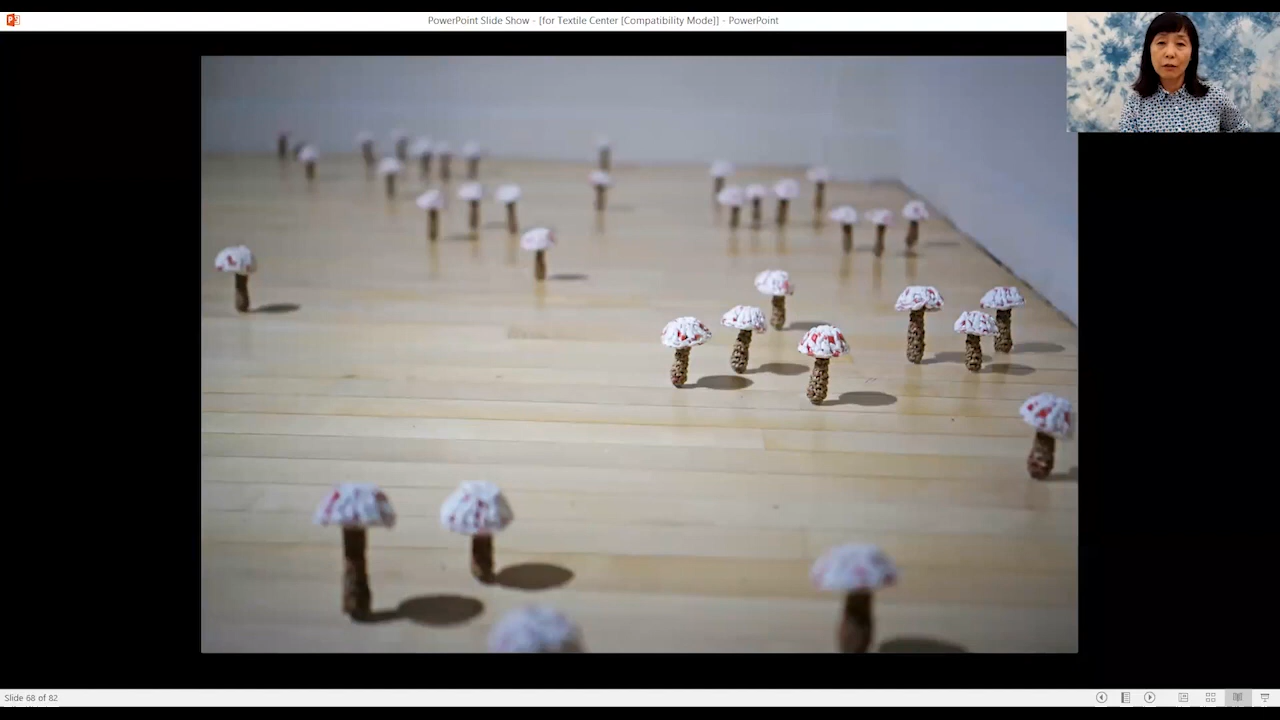 PowerPoint Slide Show - [for Textile Center [Compatibility Mode]] - PowerPoint
Slide 68 of 82